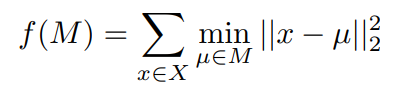 f(M) = \sum_{x \in X} \min_{\mu \in M} ||x - \mu||_2^2